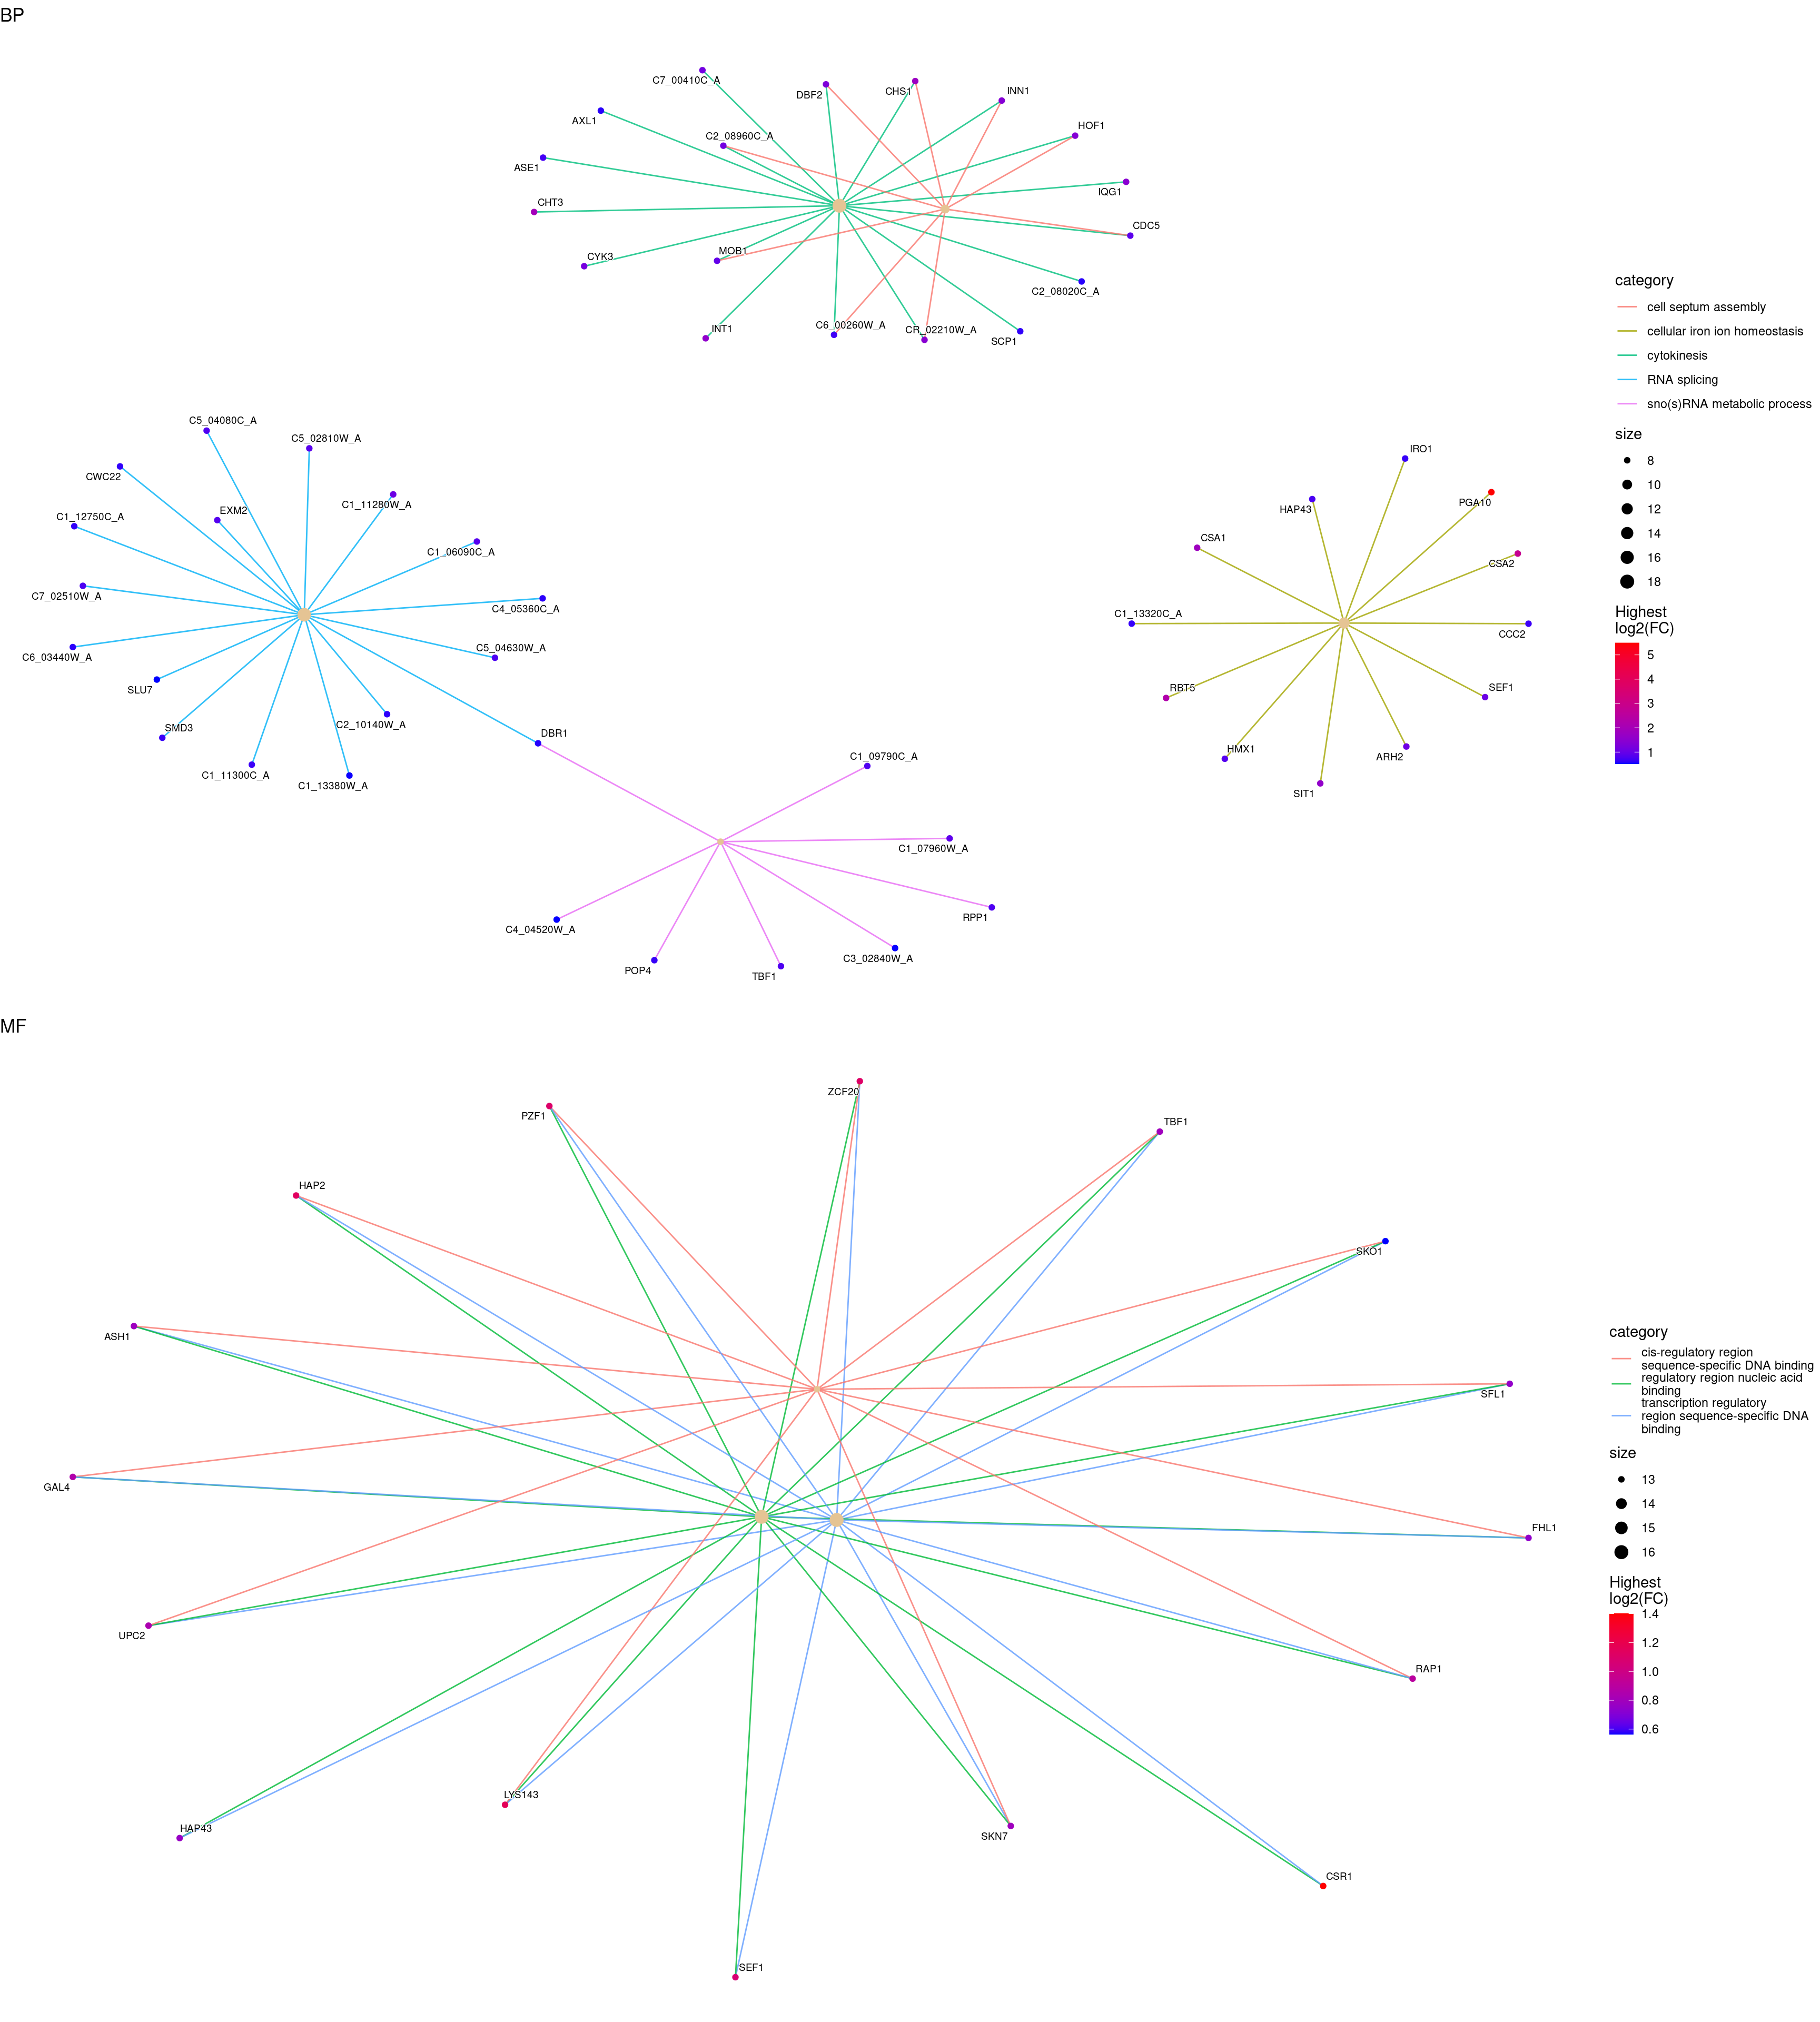 BP
C7_00410C_A
DBF2
CHS1
INN1
AXL1
HOF1
C2_08960C_A
ASE1
IQG1
CHT3
CDC5
MOB1
CYK3
C2_08020C_A
INT1
C6_00260W_A
CR_02210W_A
SCP1
category
cell septum assembly
cellular iron ion homeostasis
cytokinesis
RNA splicing
sno(s)RNA metabolic process
size
8
10
12
14
16
18
Highest
log2(FC)
5
4
3
2
1
C5_04080C_A
C5_02810W_A
CWC22
C1_11280W_A
EXM2
C1_12750C_A
C1_06090C_A
C7_02510W_A
C4_05360C_A
C5_04630W_A
C6_03440W_A
SLU7
SMD3
C2_10140W_A
C1_11300C_A
C1_13380W_A
DBR1
IRO1
PGA10
HAP43
CSA1
CSA2
C1_13320C_A
CCC2
RBT5
SEF1
HMX1
ARH2
SIT1
C1_09790C_A
C1_07960W_A
RPP1
C4_04520W_A
C3_02840W_A
POP4
TBF1
MF
ZCF20
PZF1
TBF1
HAP2
SKO1
ASH1
SFL1
GAL4
FHL1
UPC2
RAP1
LYS143
HAP43
SKN7
CSR1
SEF1
category
cis-regulatory region
sequence-specific DNA binding
regulatory region nucleic acid
binding
transcription regulatory
region sequence-specific DNA
binding
size
13
14
15
16
Highest
log2(FC)
1.4
1.2
1.0
0.8
0.6